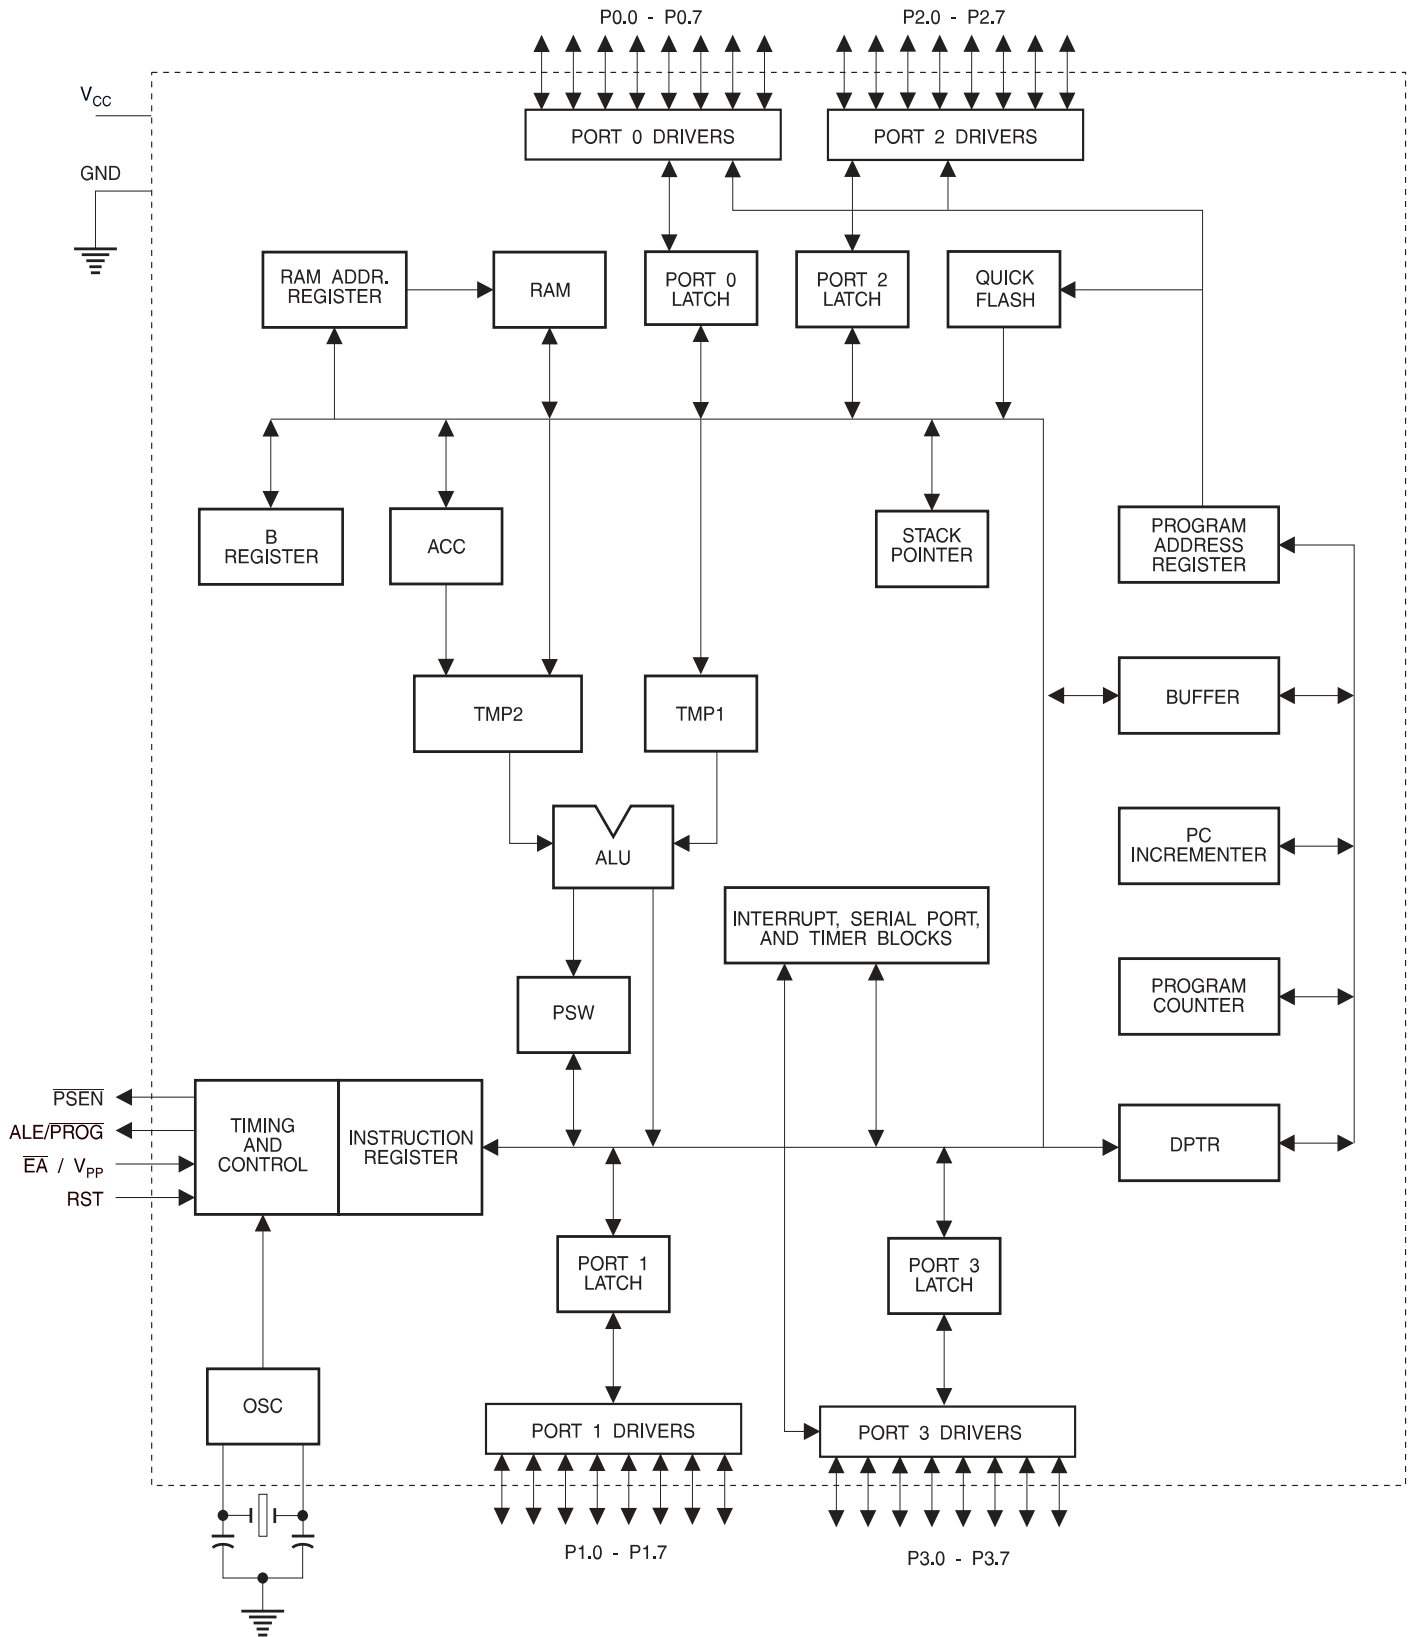 P0.0 - P0.7
P2.0 - P2.7
VCC
PORT 0 DRIVERS
PORT 2 DRIVERS
GND
RAM ADDR.
REGISTER
RAM
PORT 0
LATCH
PORT 2
LATCH
QUICK
FLASH
B
REGISTER
ACC
STACK
POINTER
PROGRAM
ADDRESS
REGISTER
TMP2
TMP1
BUFFER
ALU
PC
INCREMENTER
INTERRUPT, SERIAL PORT,
AND TIMER BLOCKS
PSW
PROGRAM
COUNTER
PSEN
ALE/PROG
EA / VPP
RST
TIMING
AND
CONTROL
INSTRUCTION
REGISTER
DPTR
PORT 1
LATCH
PORT 3
LATCH
OSC
PORT 1 DRIVERS
PORT 3 DRIVERS
P1.0 - P1.7
P3.0 - P3.7